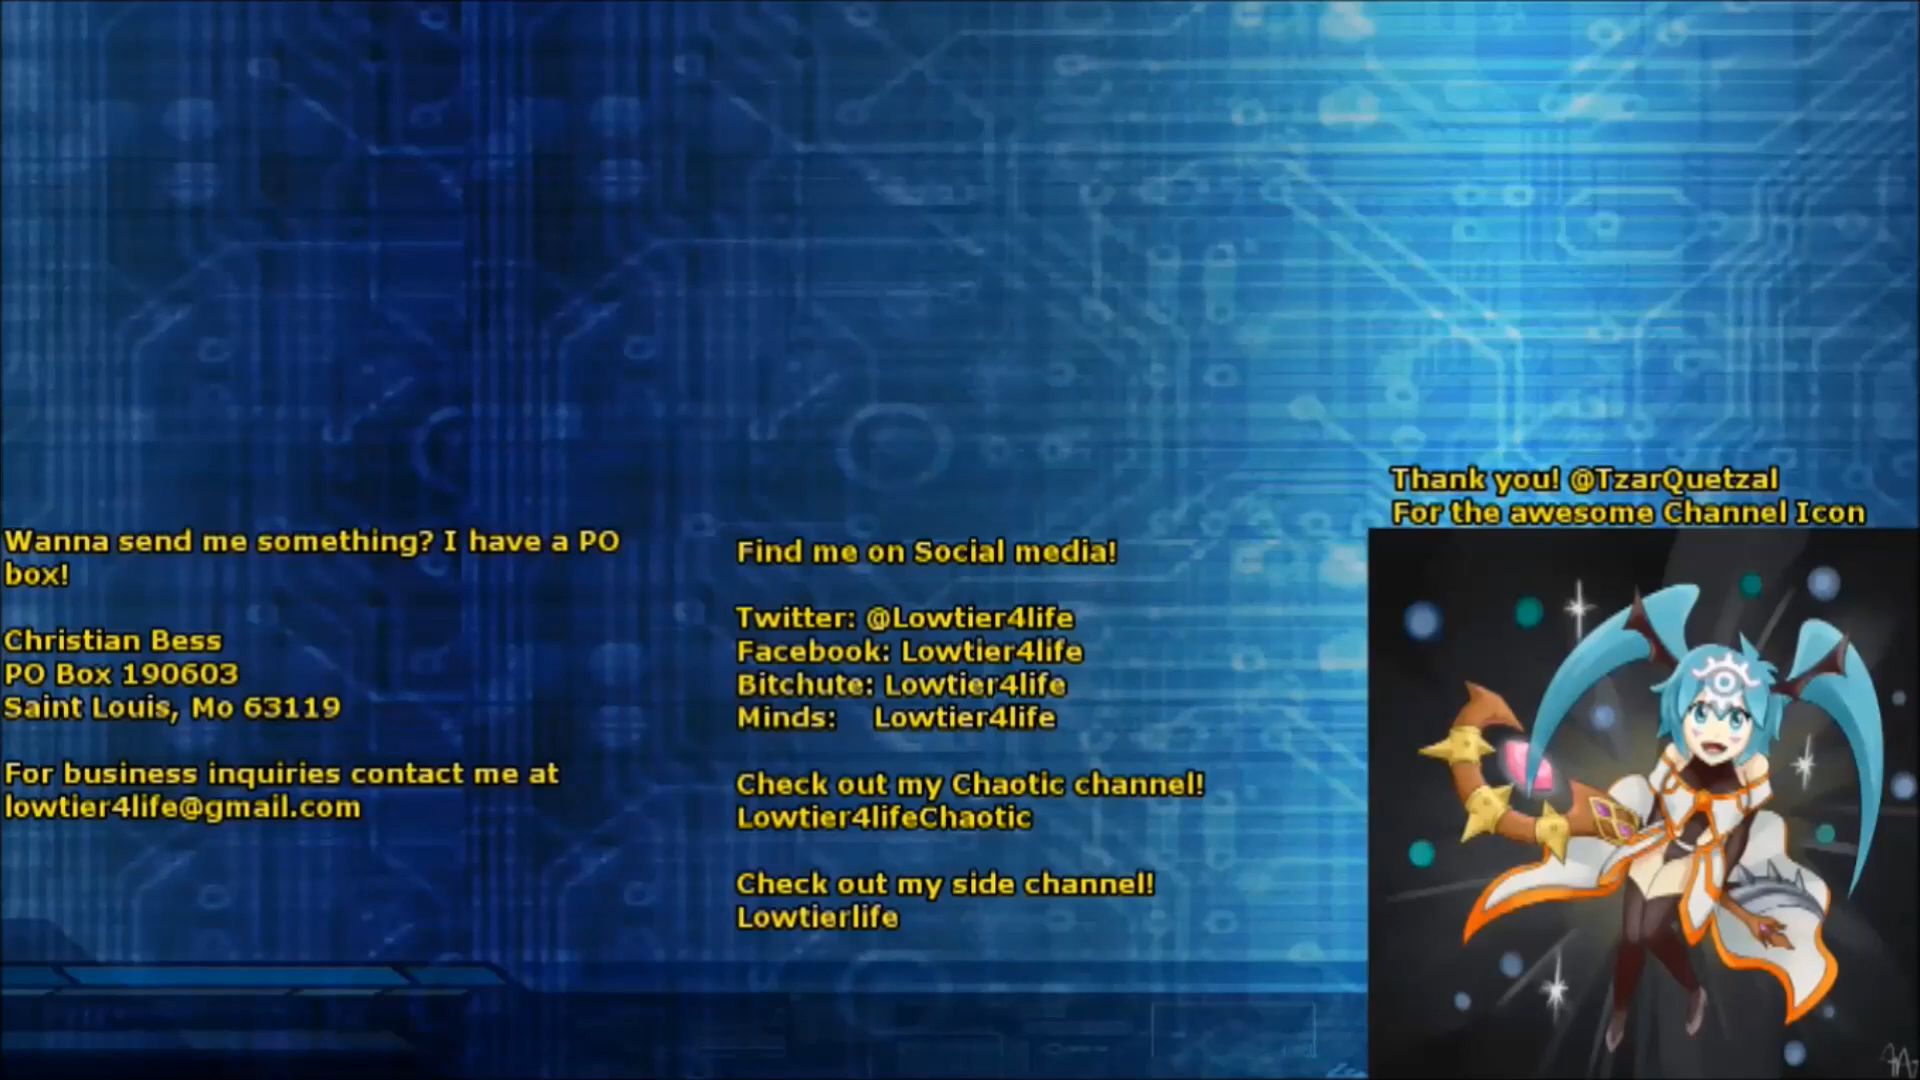 Wanna send me something? I have a PO
box!
Christian Bess
PO Box 190603
Saint Louis, Mo 63119
For business inquiries contact me at
lowtier4life@gmail.com
Find me on Social media!
Twitter: @Lowtier4life
Facebook: Lowtier4life
Bitchute: Lowtier4life
Minds: Lowtier4life
Check out my Chaotic channel!
Lowtier4lifeChaotic
Check out my side channel!
Lowtierlife
Thank you! @TzarQuetzal
For the awesome Channel Icon